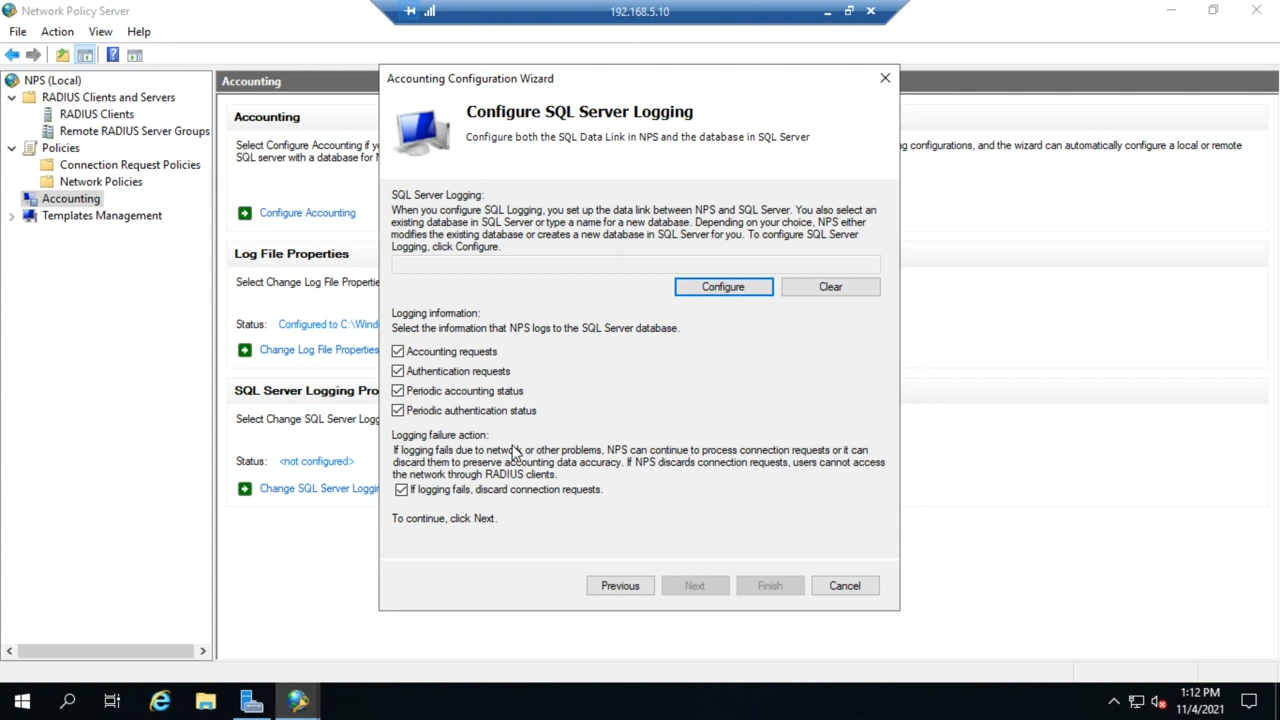 Network Policy Server
192.168.5.10
File Action View Help
NPS (Local)
RADIUS Clients and Servers
RADIUS Clients
Remote RADIUS Server Groups
Policies
Connection Request Policies
Network Policies
Accounting
Templates Management
Accounting
Accounting
Select Configure Accounting if
ng configurations, and the wizard can automatically configure a local or remote
SQL server with a database for
Configure Accounting
Log File Properties
Select Change Log File Propertie
Status: Configured to C:\Wind
Change Log File Properties
SQL Server Logging Pro
Select Change SQL Server Logg
Status: <not configured>
Change SQL Server Loggin
Accounting Configuration Wizard
Configure SQL Server Logging
Configure both the SQL Data Link in NPS and the database in SQL Server
SQL Server Logging:
When you configure SQL Logging, you set up the data link between NPS and SQL Server. You also select an
existing database in SQL Server or type a name for a new database. Depending on your choice, NPS either
modifies the existing database or creates a new database in SQL Server for you. To configure SQL Server
Logging, click Configure.
Configure Clear
Logging information:
Select the information that NPS logs to the SQL Server database.
Accounting requests
Authentication requests
Periodic accounting status
Periodic authentication status
Logging failure action:
If logging fails due to network or other problems, NPS can continue to process connection requests or it can
discard them to preserve accounting data accuracy. If NPS discards connection requests, users cannot access
the network through RADIUS clients.
If logging fails, discard connection requests.
To continue, click Next.
Previous Next Finish Cancel
1:12 PM
11/4/2021